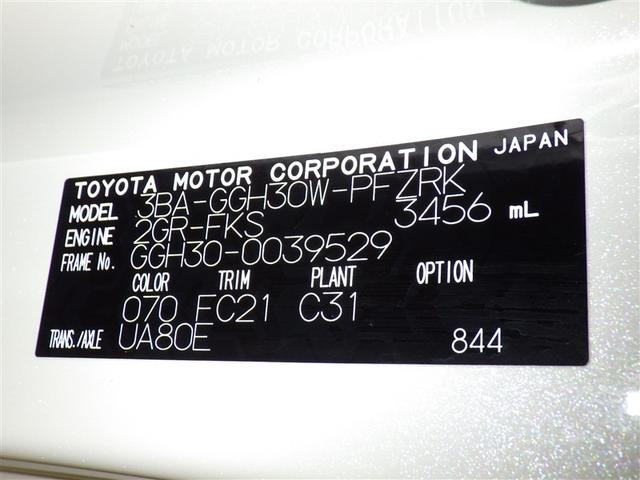 TOYOTA MOTOR CORPORATION JAPAN
MODEL 3BA-GGH30W-PFZRK
ENGINE 2GR-FKS 3456 mL
FRAME No. GGH30-0039529
COLOR TRIM PLANT OPTION
070 FC21 C31
TRANS./AXLE UA80E 844